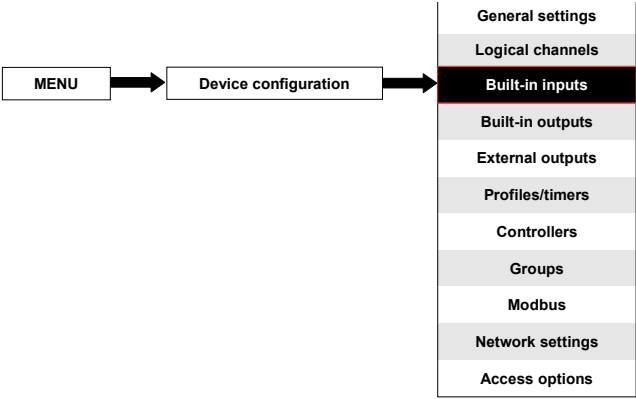 MENU
Device configuration
General settings
Logical channels
Built-in inputs
Built-in outputs
External outputs
Profiles/timers
Controllers
Groups
Modbus
Network settings
Access options